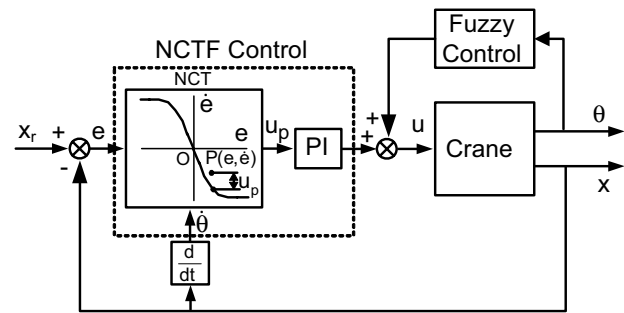 NCTF Control
Fuzzy
Control
NCT
ė
e
O
P(e,ė)
u_p
x_r
+
e
-
u_p
PI
+
+
u
Crane
θ
x
θ̇
d
dt